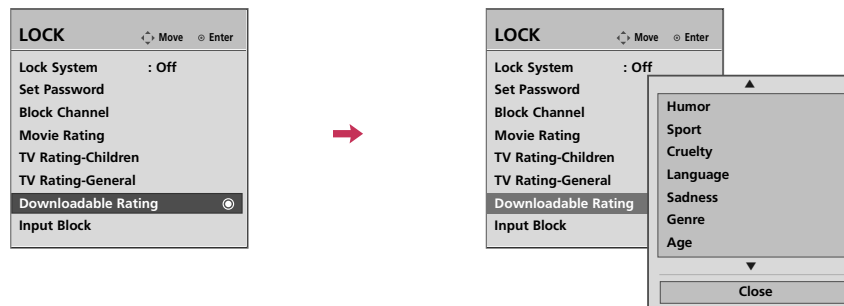 LOCK Move Enter
Lock System : Off
Set Password
Block Channel
Movie Rating
TV Rating-Children
TV Rating-General
Downloadable Rating
Input Block
LOCK Move Enter
Lock System : Off
Set Password
Block Channel
Movie Rating
TV Rating-Children
TV Rating-General
Downloadable Rating
Input Block
Humor
Sport
Cruelty
Language
Sadness
Genre
Age
Close